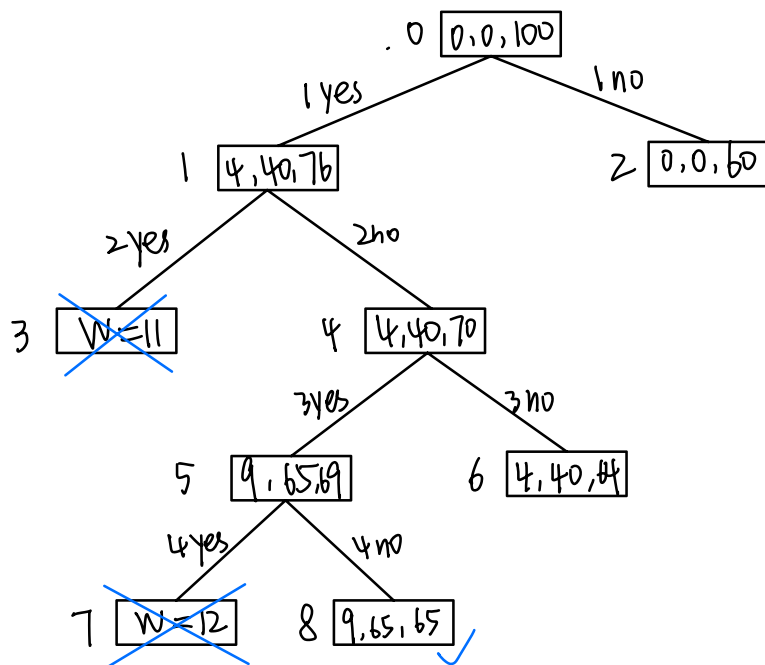 0 0,0,100
1 yes 1 no
1 4,40,76 2 0,0,60
2 yes 2 no
3 W=11 4 4,40,70
3 yes 3 no
5 9,65,69 6 4,40,64
4 yes 4 no
7 W=12 8 9,65,65